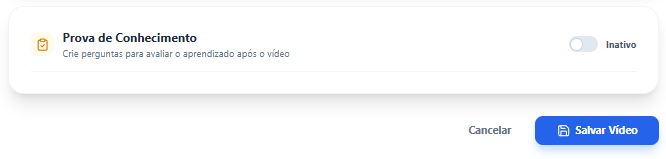 Prova de Conhecimento
Crie perguntas para avaliar o aprendizado após o vídeo
Inativo
Cancelar
Salvar Vídeo